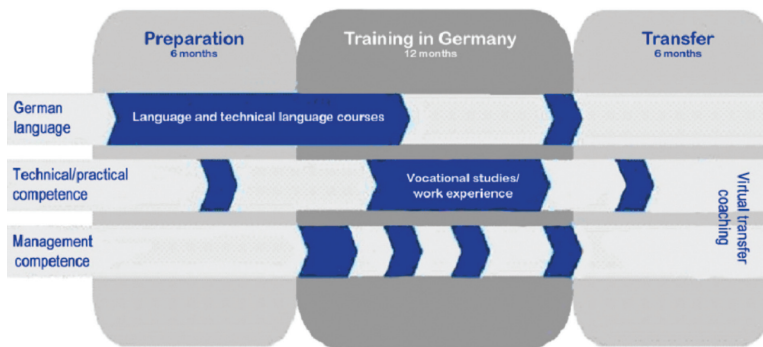 Preparation
6 months
Training in Germany
12 months
Transfer
6 months
German
language
Language and technical language courses
Technical/practical
competence
Vocational studies/
work experience
Management
competence
Virtual transfer
coaching